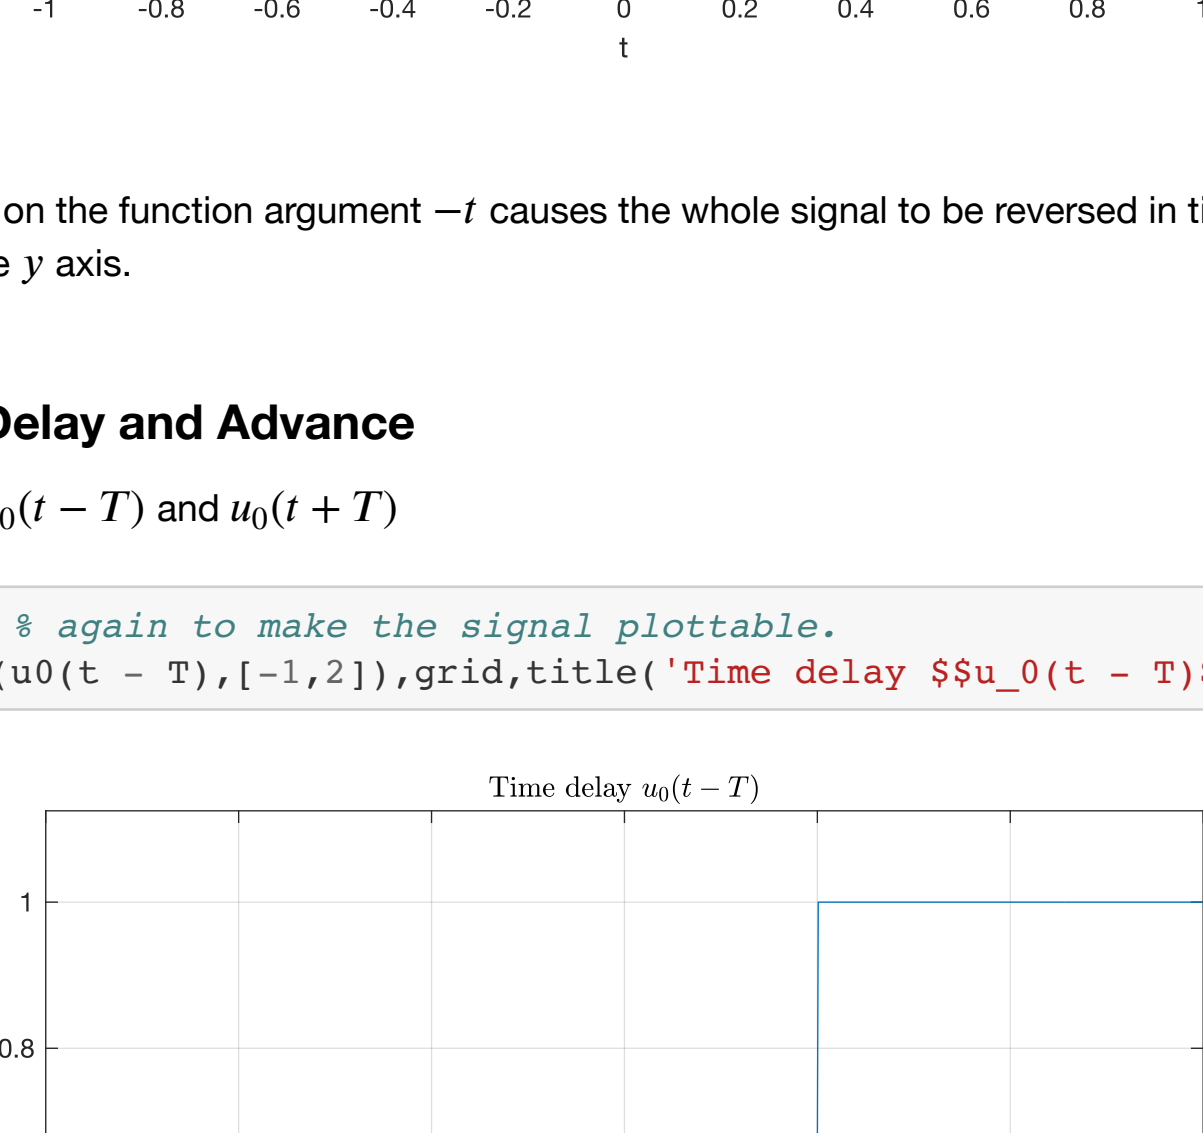 -1 -0.8 -0.6 -0.4 -0.2 0 0.2 0.4 0.6 0.8
t
on the function argument −t causes the whole signal to be reversed in
y axis.
Delay and Advance
0(t − T) and u0(t + T)
% again to make the signal plottable.
(u0(t - T),[-1,2]),grid,title('Time delay $$u_0(t - T)
Time delay u0(t − T)
1
0.8